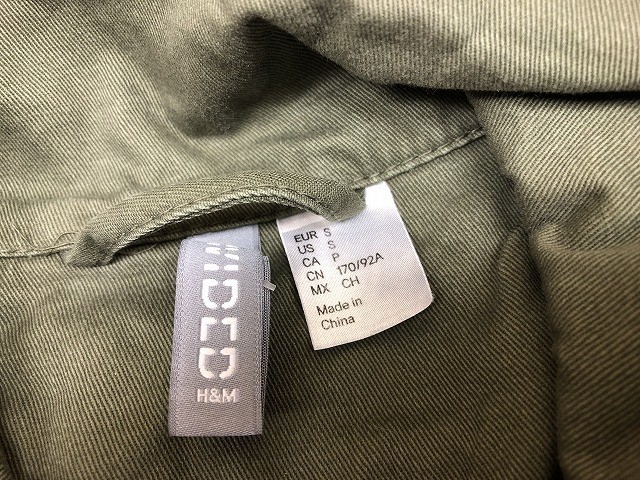 DIVIDED
H&M
EUR S
US S
CA P
CN 170/92A
MX CH
Made in
China